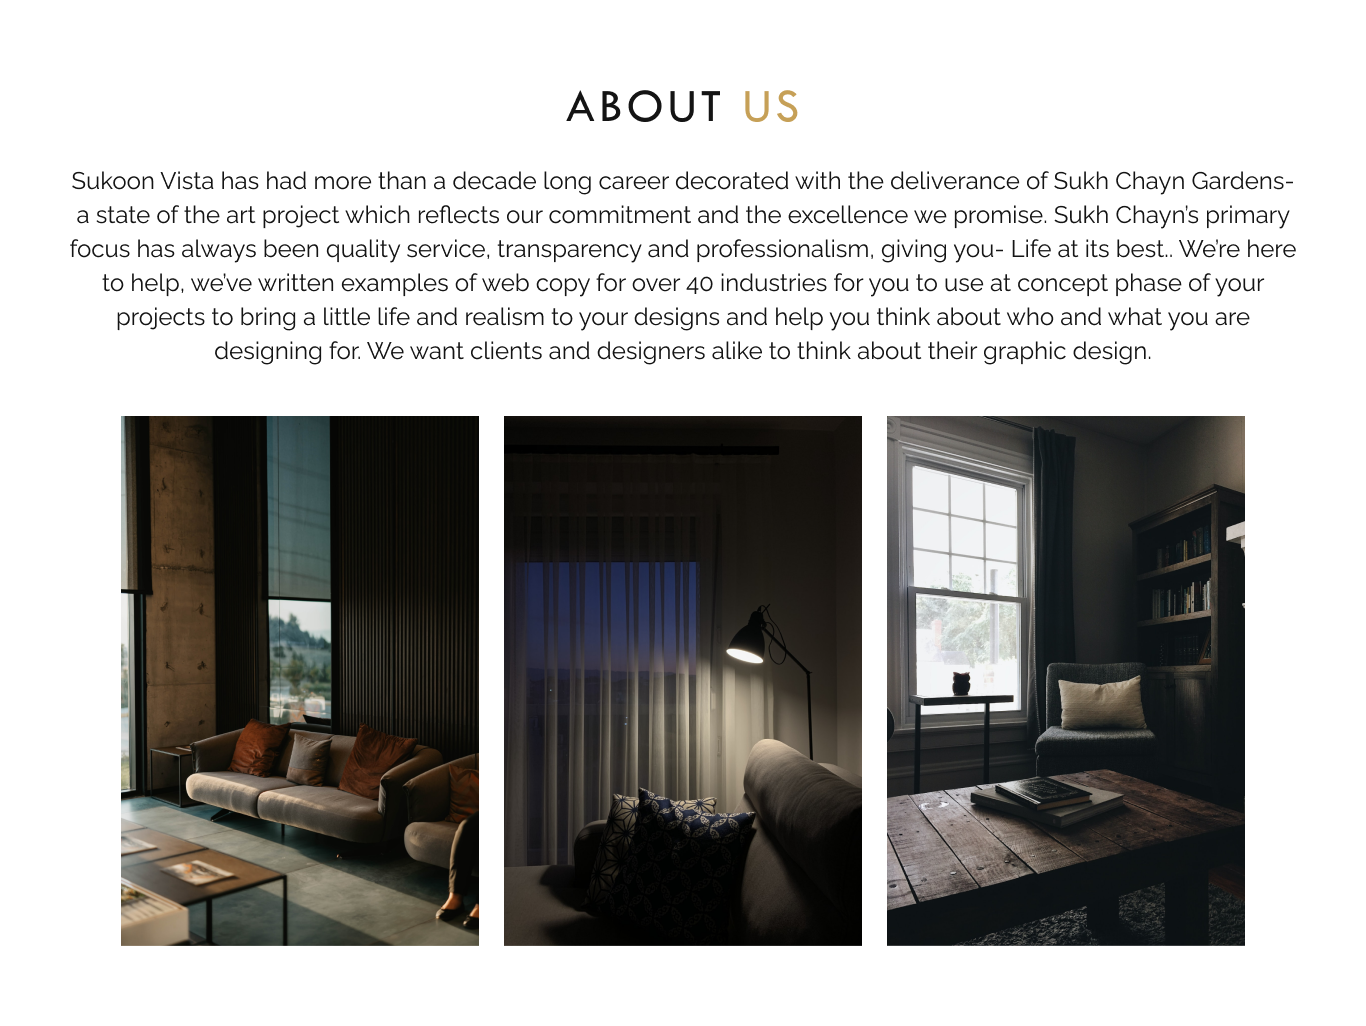 ABOUT US
Sukoon Vista has had more than a decade long career decorated with the deliverance of Sukh Chayn Gardens-
a state of the art project which reflects our commitment and the excellence we promise. Sukh Chayn’s primary
focus has always been quality service, transparency and professionalism, giving you- Life at its best.. We’re here
to help, we’ve written examples of web copy for over 40 industries for you to use at concept phase of your
projects to bring a little life and realism to your designs and help you think about who and what you are
designing for. We want clients and designers alike to think about their graphic design.